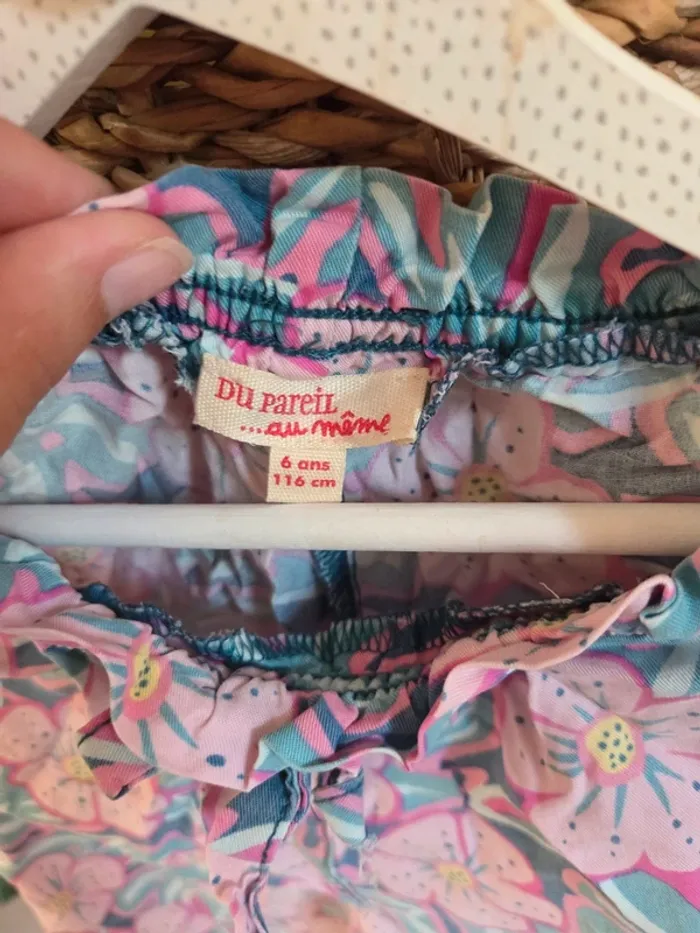 Du Pareil
...au même
6 ans
116 cm